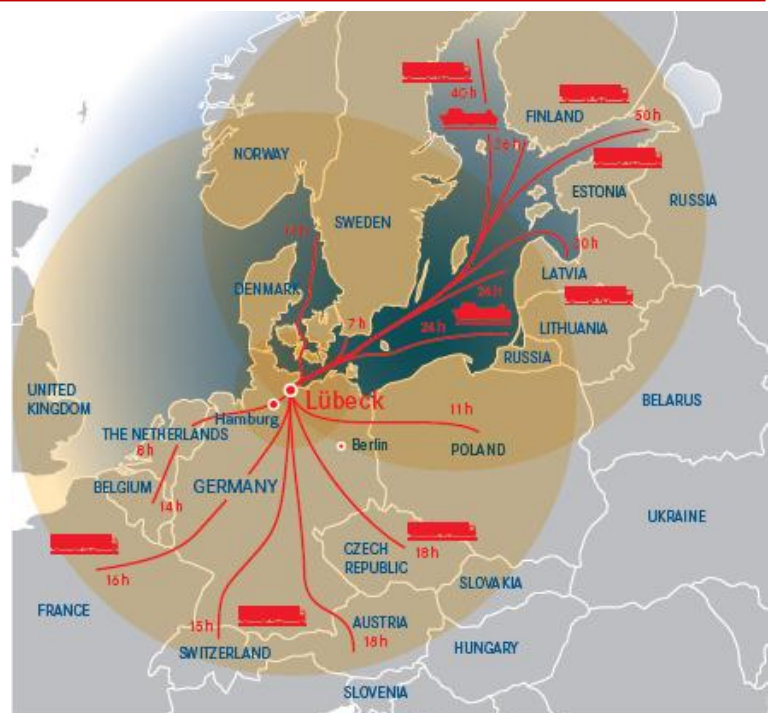 40h
FINLAND
50h
36h
NORWAY
ESTONIA
RUSSIA
SWEDEN
30h
LATVIA
DENMARK
26h
7h
24h
LITHUANIA
RUSSIA
UNITED
KINGDOM
Lübeck
BELARUS
Hamburg
11h
THE NETHERLANDS
Berlin
POLAND
8h
BELGIUM
GERMANY
14h
UKRAINE
CZECH
REPUBLIC
18h
16h
SLOVAKIA
FRANCE
15h
AUSTRIA
18h
SWITZERLAND
HUNGARY
SLOVENIA